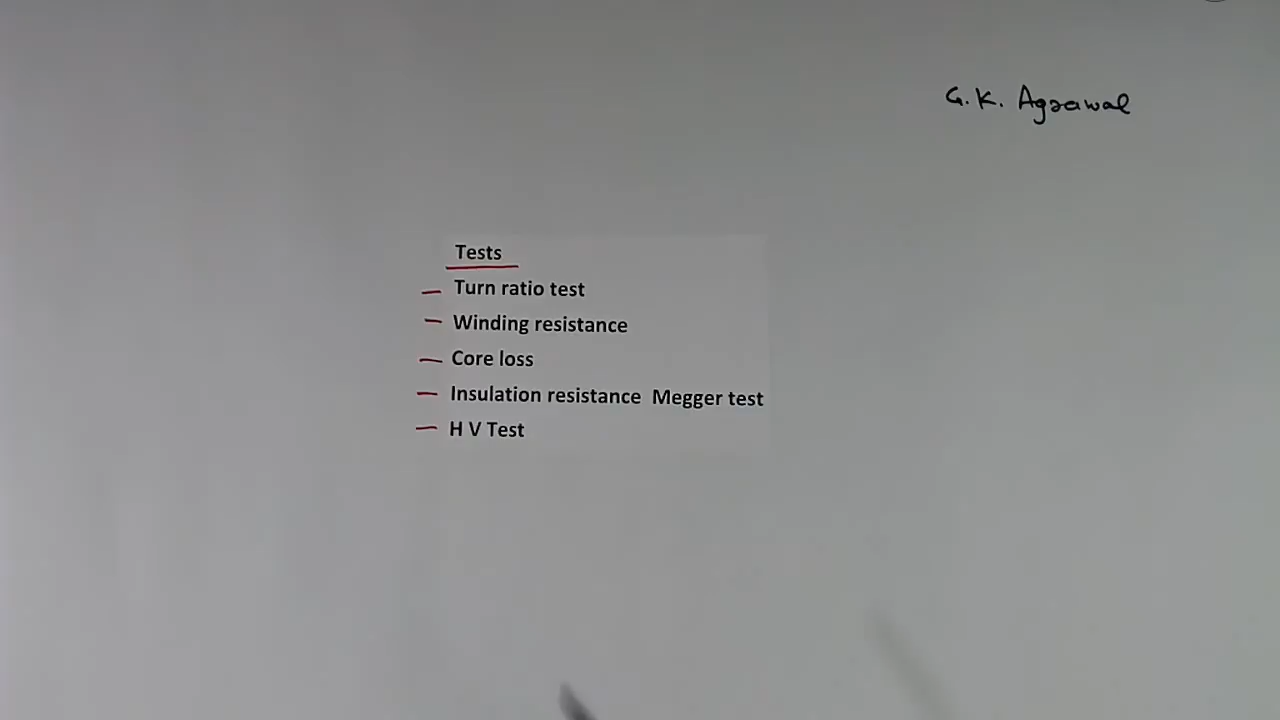 G.K. Agrawal
Tests
Turn ratio test
Winding resistance
Core loss
Insulation resistance Megger test
H V Test